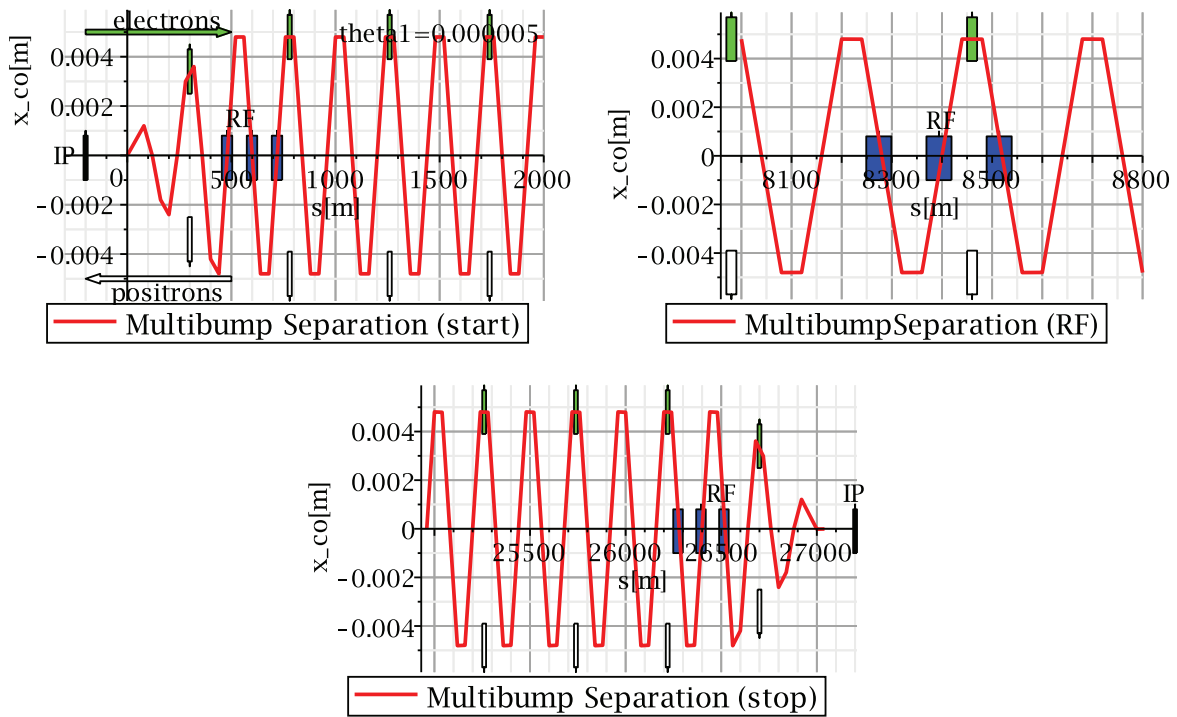 electrons
theta1=0.000005
x_co[m]
0.004
0.002
0
-0.002
-0.004
RF
IP
0 500 1000 1500 2000
s[m]
positrons
Multibump Separation (start)
x_co[m]
0.004
0.002
0
-0.002
-0.004
RF
8100 8300 8500 8800
s[m]
MultibumpSeparation (RF)
x_co[m]
0.004
0.002
0
-0.002
-0.004
RF
IP
25500 26000 26500 27000
s[m]
Multibump Separation (stop)